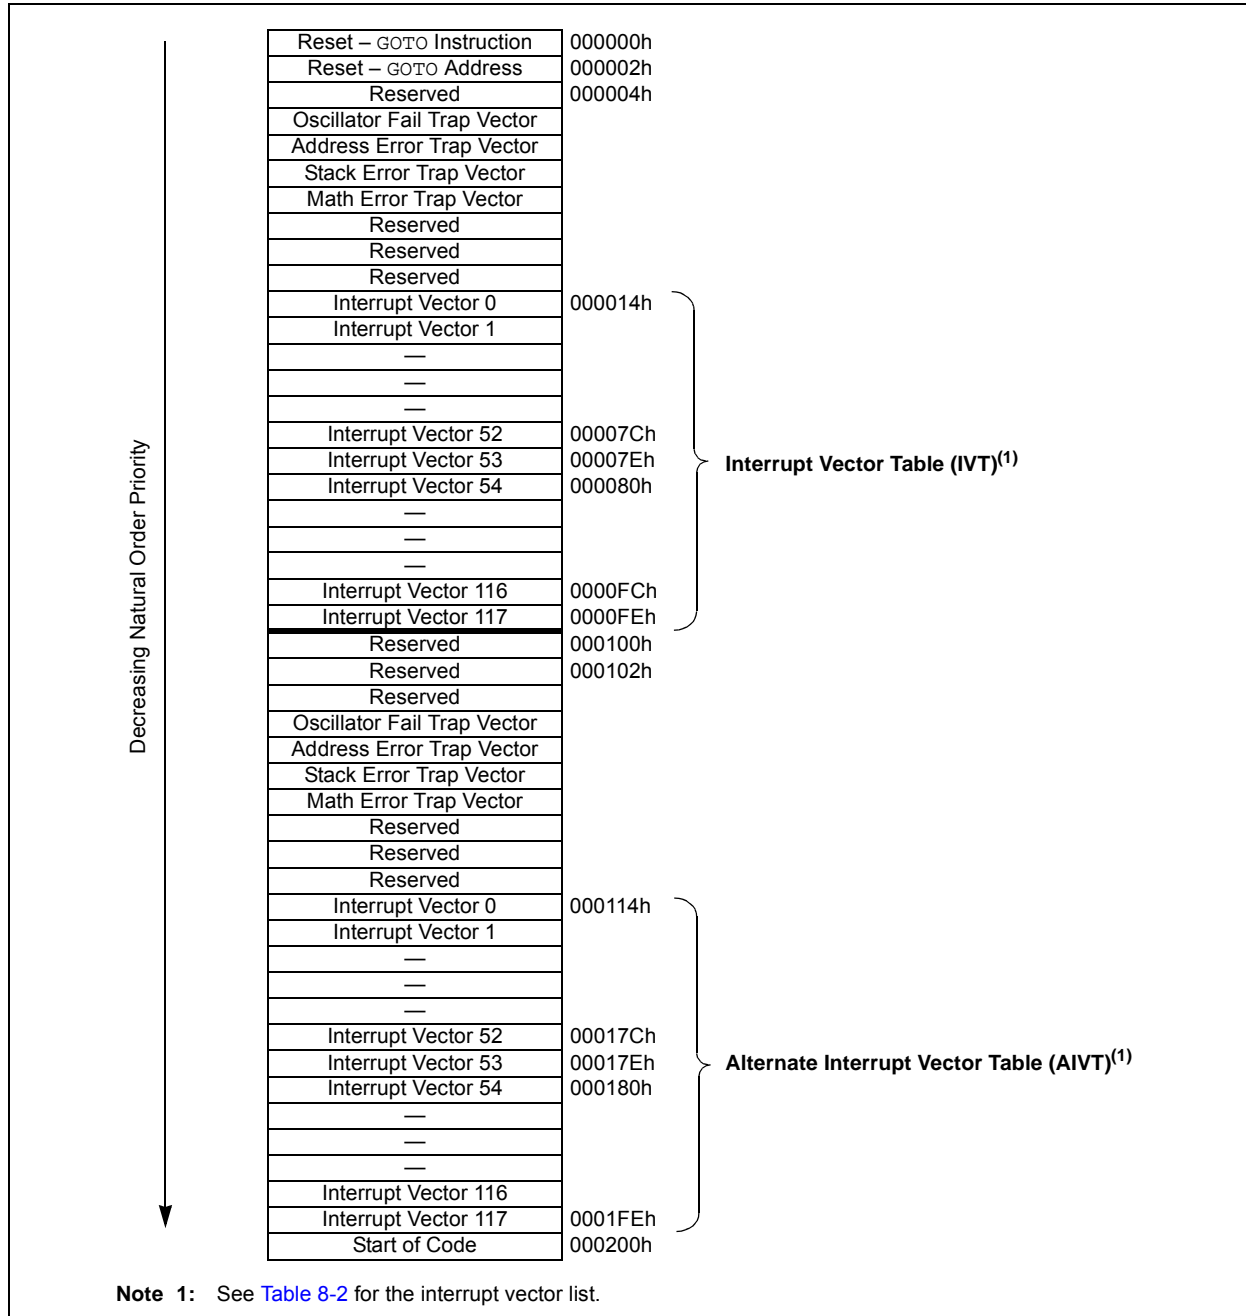 Decreasing Natural Order Priority
Reset – GOTO Instruction 000000h
Reset – GOTO Address 000002h
Reserved 000004h
Oscillator Fail Trap Vector
Address Error Trap Vector
Stack Error Trap Vector
Math Error Trap Vector
Reserved
Reserved
Reserved
Interrupt Vector 0 000014h
Interrupt Vector 1
—
—
—
Interrupt Vector 52 00007Ch
Interrupt Vector 53 00007Eh
Interrupt Vector Table (IVT)(1)
Interrupt Vector 54 000080h
—
—
—
Interrupt Vector 116 0000FCh
Interrupt Vector 117 0000FEh
Reserved 000100h
Reserved 000102h
Reserved
Oscillator Fail Trap Vector
Address Error Trap Vector
Stack Error Trap Vector
Math Error Trap Vector
Reserved
Reserved
Reserved
Interrupt Vector 0 000114h
Interrupt Vector 1
—
—
—
Interrupt Vector 52 00017Ch
Interrupt Vector 53 00017Eh
Alternate Interrupt Vector Table (AIVT)(1)
Interrupt Vector 54 000180h
—
—
—
Interrupt Vector 116
Interrupt Vector 117 0001FEh
Start of Code 000200h
Note 1: See Table 8-2 for the interrupt vector list.